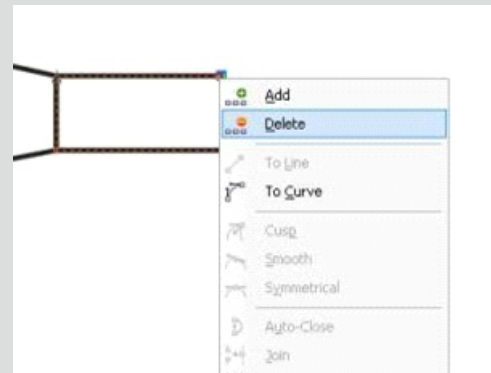 Add
Delete
To Line
To Curve
Cusp
Smooth
Symmetrical
Auto-Close
Join